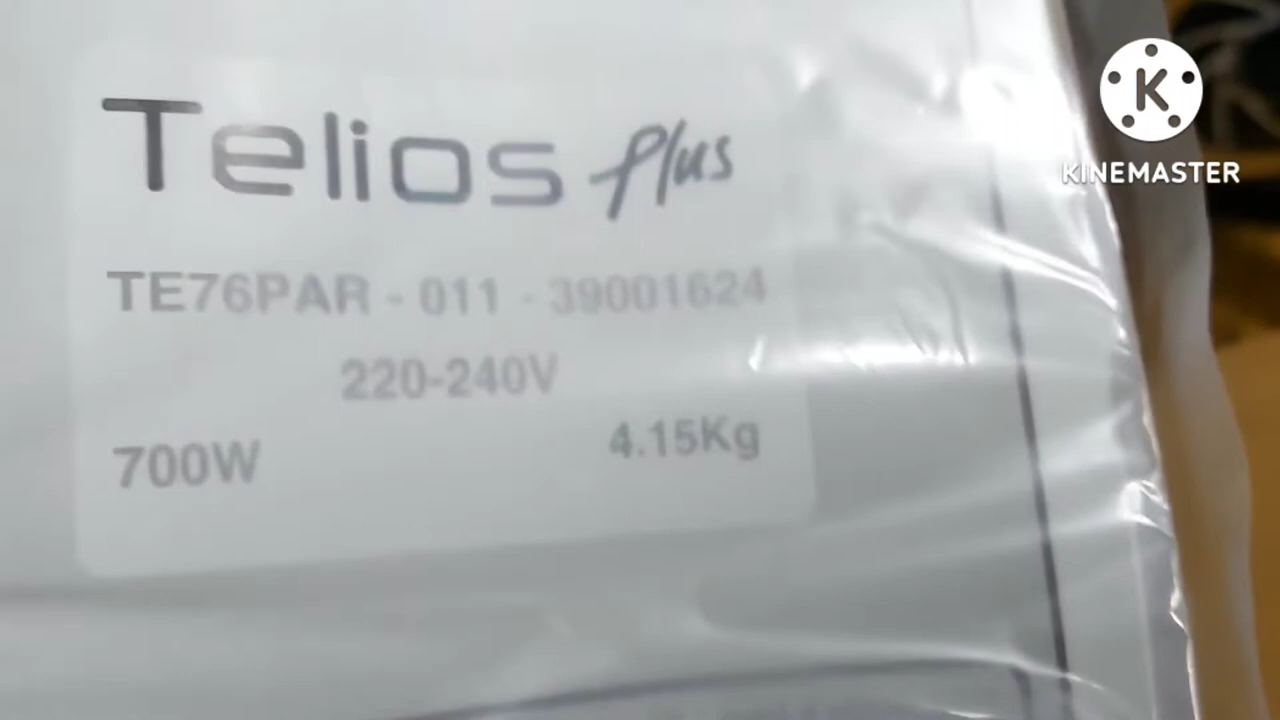 Telios plus
TE76PAR - 011 - 39001624
220-240V
700W
4.15Kg
K
KINEMASTER